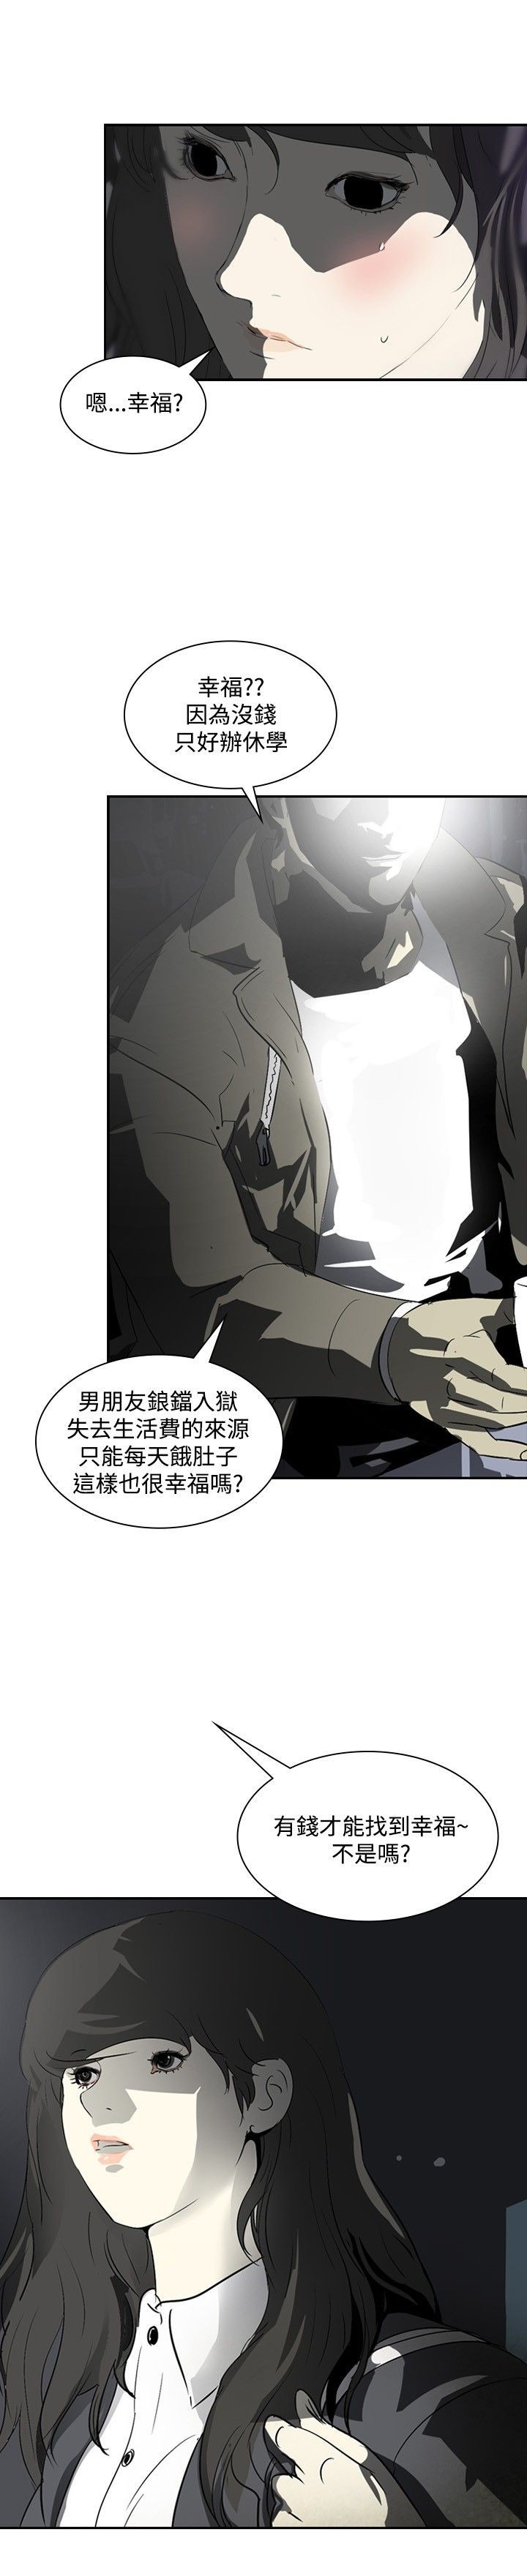 嗯...幸福?
幸福??
因為沒錢
只好辦休學
男朋友鋃鐺入獄
失去生活費的來源
只能每天餓肚子
這樣也很幸福嗎?
有錢才能找到幸福~
不是嗎?